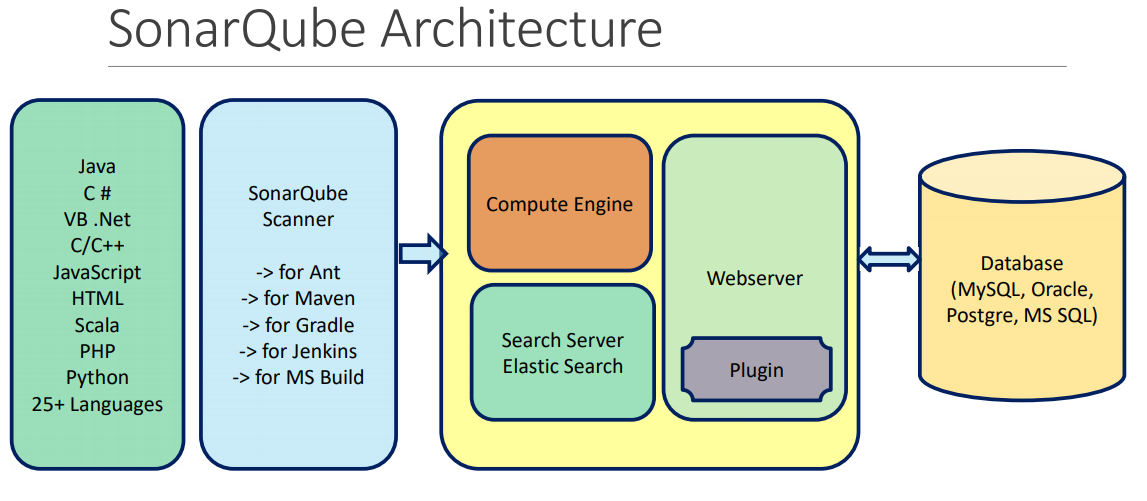 SonarQube Architecture
Java
C #
VB .Net
C/C++
JavaScript
HTML
Scala
PHP
Python
25+ Languages
SonarQube
Scanner
-> for Ant
-> for Maven
-> for Gradle
-> for Jenkins
-> for MS Build
Compute Engine
Search Server
Elastic Search
Webserver
Plugin
Database
(MySQL, Oracle,
Postgre, MS SQL)